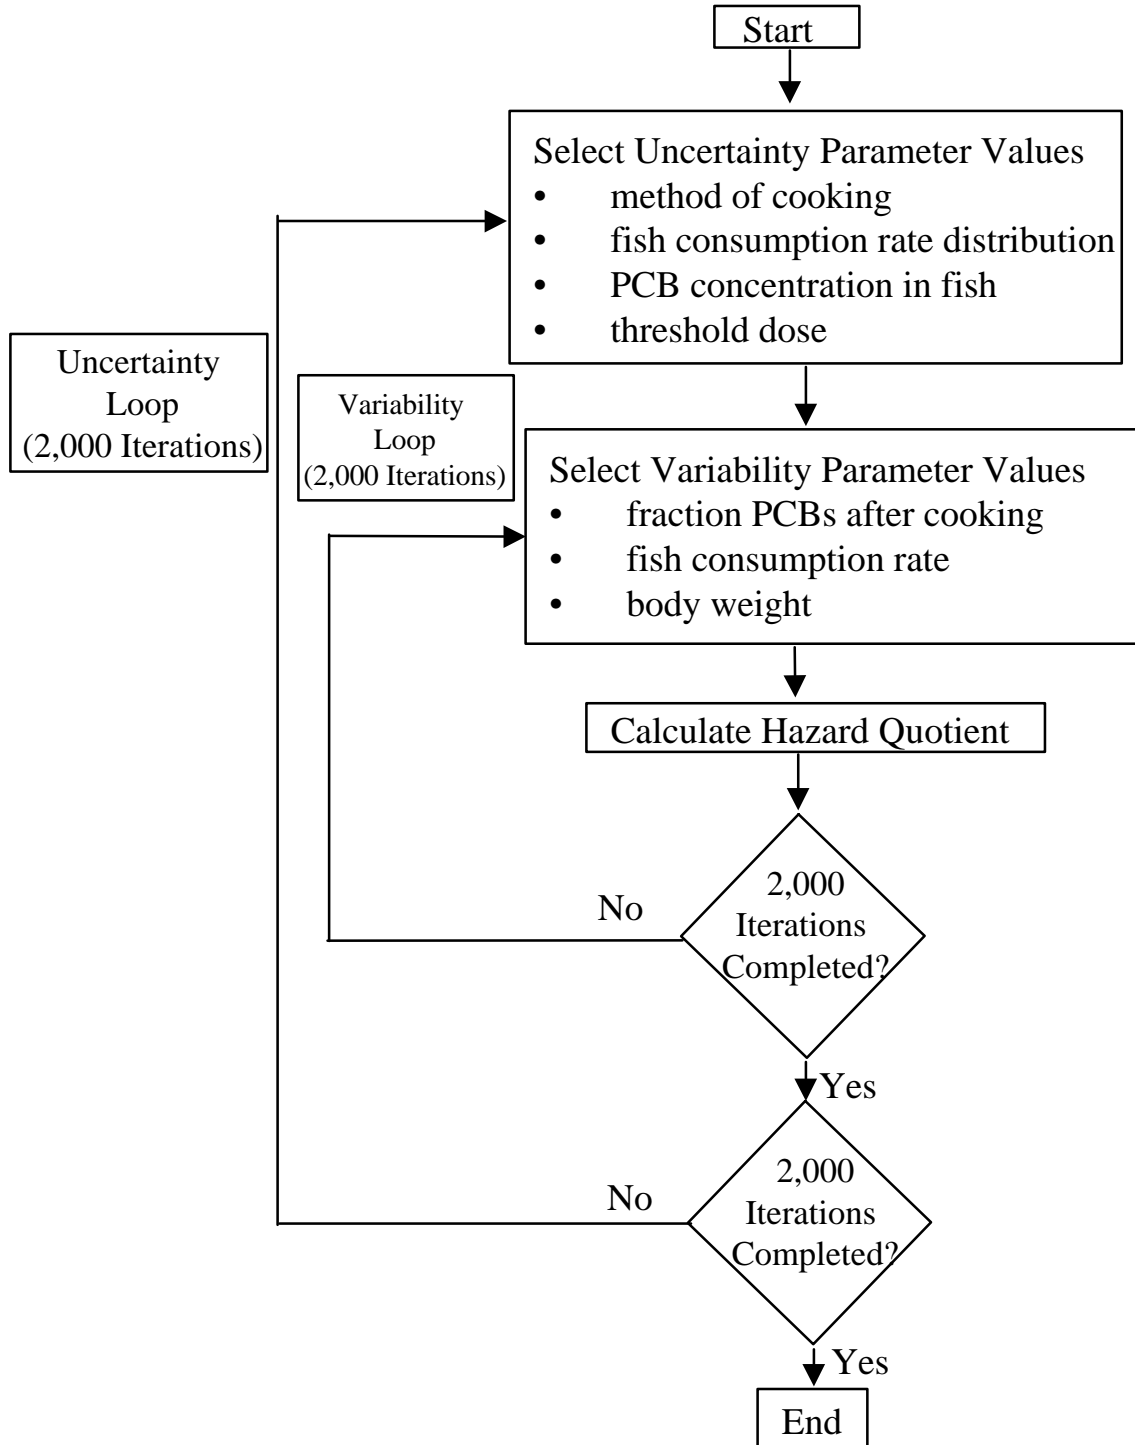 Start
Select Uncertainty Parameter Values
• method of cooking
• fish consumption rate distribution
• PCB concentration in fish
• threshold dose
Uncertainty
Loop
(2,000 Iterations)
Variability
Loop
(2,000 Iterations)
Select Variability Parameter Values
• fraction PCBs after cooking
• fish consumption rate
• body weight
Calculate Hazard Quotient
2,000
Iterations
Completed?
No
Yes
2,000
Iterations
Completed?
No
Yes
End